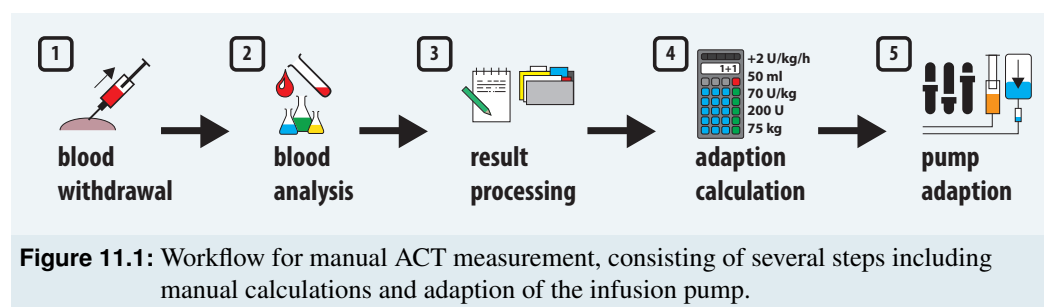 1
2
3
4
5
1+1
+2 U/kg/h
50 ml
70 U/kg
200 U
75 kg
blood
withdrawal
blood
analysis
result
processing
adaption
calculation
pump
adaption
Figure 11.1: Workflow for manual ACT measurement, consisting of several steps including
manual calculations and adaption of the infusion pump.